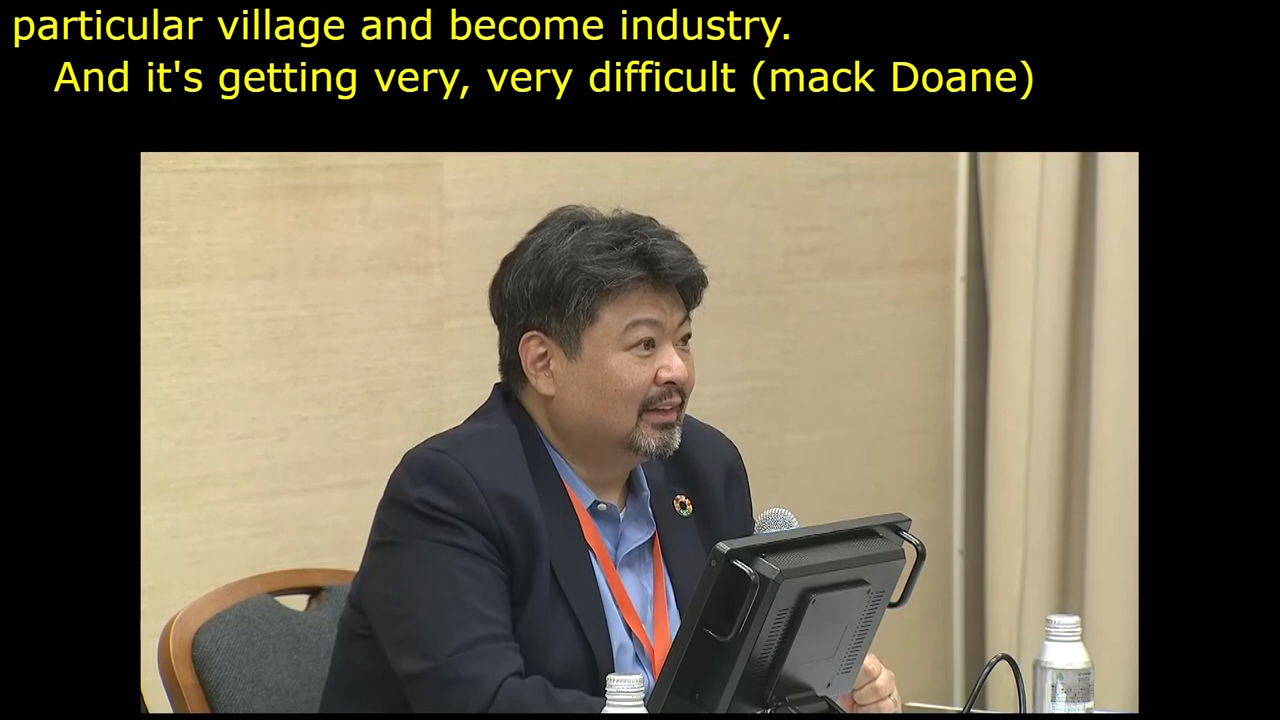 particular village and become industry.
And it's getting very, very difficult (mack Doane)